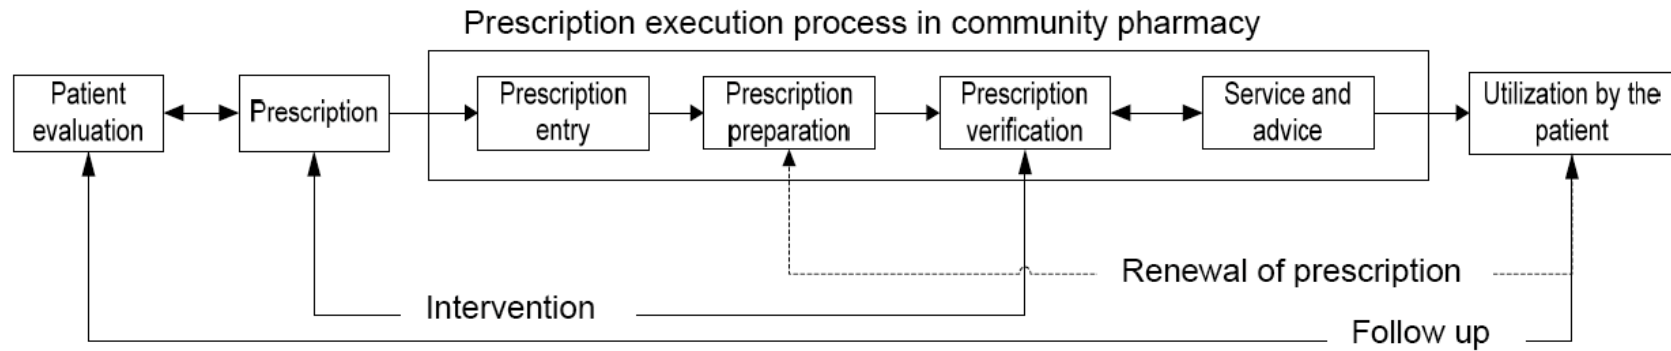 Prescription execution process in community pharmacy
Patient
evaluation
Prescription
Prescription
entry
Prescription
preparation
Prescription
verification
Service and
advice
Utilization by the
patient
Renewal of prescription
Intervention
Follow up